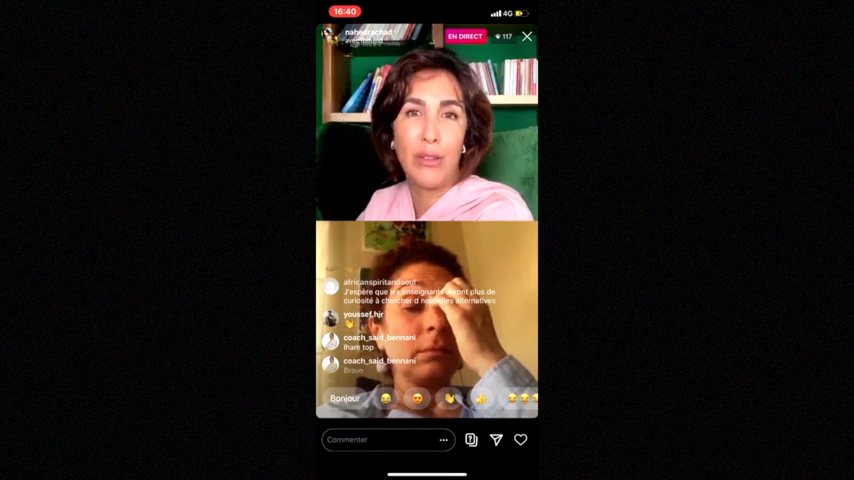 16:40
4G
nahedrachad
EN DIRECT
117
africanspiritandsoul
J'espère que les enseignants seront plus de
curiosité à chercher d nouvelles alternatives
youssef.hjr
coach_said_bennani
Ilham top
coach_said_bennani
Bravo
Bonjour
Commenter